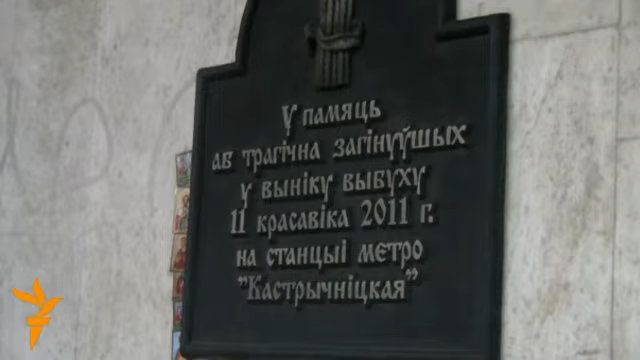 У памяць
аб трагічна загінуўшых
у выніку выбуху
11 красавіка 2011 г.
на станцыі метро
"Кастрычніцкая"